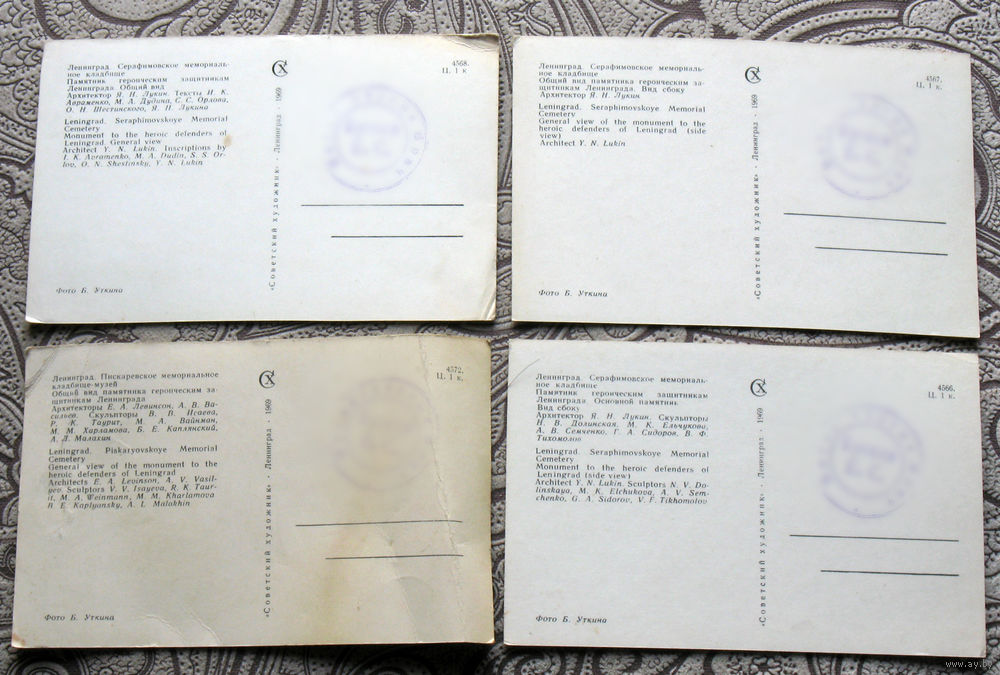 Ленинград. Серафимовское мемориаль-
ное кладбище
Памятник героическим защитникам
Ленинграда. Общий вид
Архитектор Я. Н. Лукин. Тексты И. К.
Авраменко, М. А. Дудина, С. С. Орлова,
О. Н. Шестинского, Я. Н. Лукина
Leningrad. Seraphimovskoye Memorial
Cemetery
Monument to the heroic defenders of
Leningrad. General view
Architect Y. N. Lukin. Inscriptions by
I. K. Avramenko, M. A. Dudin, S. S. Or-
lov, O. N. Shestinsky, Y. N. Lukin
Фото Б. Уткина
«Советский художник» · Ленинград · 1969
СХ
4568.
Ц. 1 к
Ленинград. Серафимовское мемориаль-
ное кладбище
Общий вид памятника героическим за-
щитникам Ленинграда. Вид сбоку
Архитектор Я. Н. Лукин
Leningrad. Seraphimovskoye Memorial
Cemetery
General view of the monument to the
heroic defenders of Leningrad (side
view)
Architect Y. N. Lukin
Фото Б. Уткина
«Советский художник» · Ленинград · 1969
СХ
4567.
Ц. 1 к.
Ленинград. Пискаревское мемориальное
кладбище-музей
Общий вид памятника героическим за-
щитникам Ленинграда
Архитекторы Е. А. Левинсон, А. В. Ва-
сильев. Скульпторы В. В. Исаева,
Р. К. Таурит, М. А. Вайнман,
М. М. Харламова, Б. Е. Каплянский,
А. Л. Малахин
Leningrad. Piskaryovskoye Memorial
Cemetery
General view of the monument to the
heroic defenders of Leningrad
Architects E. A. Levinson, A. V. Vasil-
yev. Sculptors V. V. Isayeva, R. K. Taur-
it, M. A. Weinmann, M. M. Kharlamova
B. E. Kaplyansky, A. L. Malakhin
Фото Б. Уткина
«Советский художник» · Ленинград · 1969
СХ
4572.
Ц. 1 к.
Ленинград. Серафимовское мемориаль-
ное кладбище
Памятник героическим защитникам
Ленинграда. Основной памятник
Вид сбоку
Архитектор Я. Н. Лукин. Скульпторы
Н. В. Долинская, М. К. Ельчукова,
А. В. Семченко, Г. А. Сидоров, В. Ф.
Тихомолов
Leningrad. Seraphimovskoye Memorial
Cemetery
Monument to the heroic defenders of
Leningrad (side view)
Architect Y. N. Lukin. Sculptors N. V. Do-
linskaya, M. K. Elchukova, A. V. Sem-
chenko, G. A. Sidorov, V. F. Tikhomolov
Фото Б. Уткина
«Советский художник» · Ленинград · 1969
СХ
4566.
Ц. 1 к.
www.ay.by